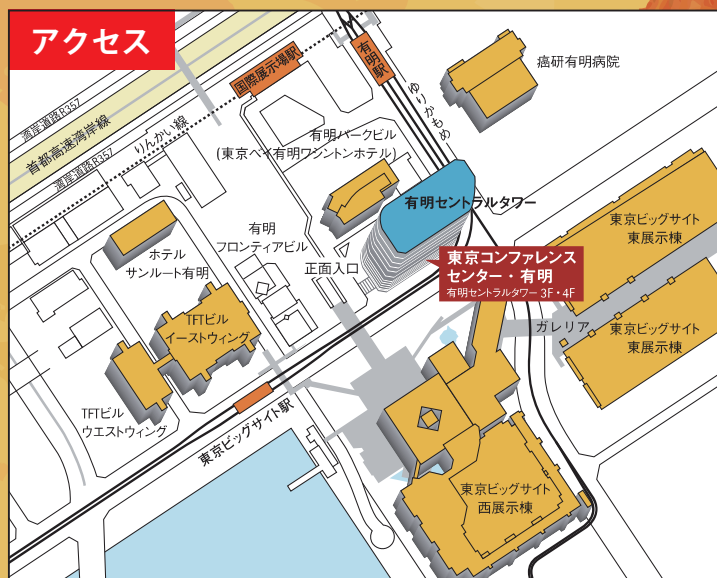 アクセス
国際展示場駅
有明駅
癌研有明病院
ゆりかもめ
湾岸道路R357
首都高速湾岸線
湾岸道路R357
りんかい線
有明パークビル
(東京ベイ有明ワシントンホテル)
有明セントラルタワー
東京ビッグサイト
東展示棟
有明
フロンティアビル
ホテル
サンルート有明
正面入口
東京コンファレンス
センター・有明
有明セントラルタワー 3F・4F
ガレリア
東京ビッグサイト
東展示棟
TFTビル
イーストウィング
TFTビル
ウエストウィング
東京ビッグサイト駅
東京ビッグサイト
西展示棟